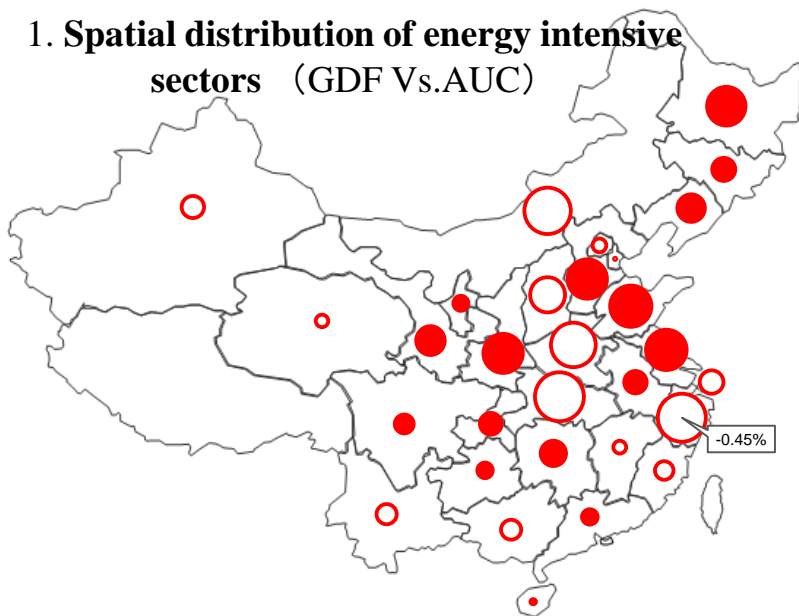 1. Spatial distribution of energy intensive
sectors （GDF Vs.AUC）
-0.45%